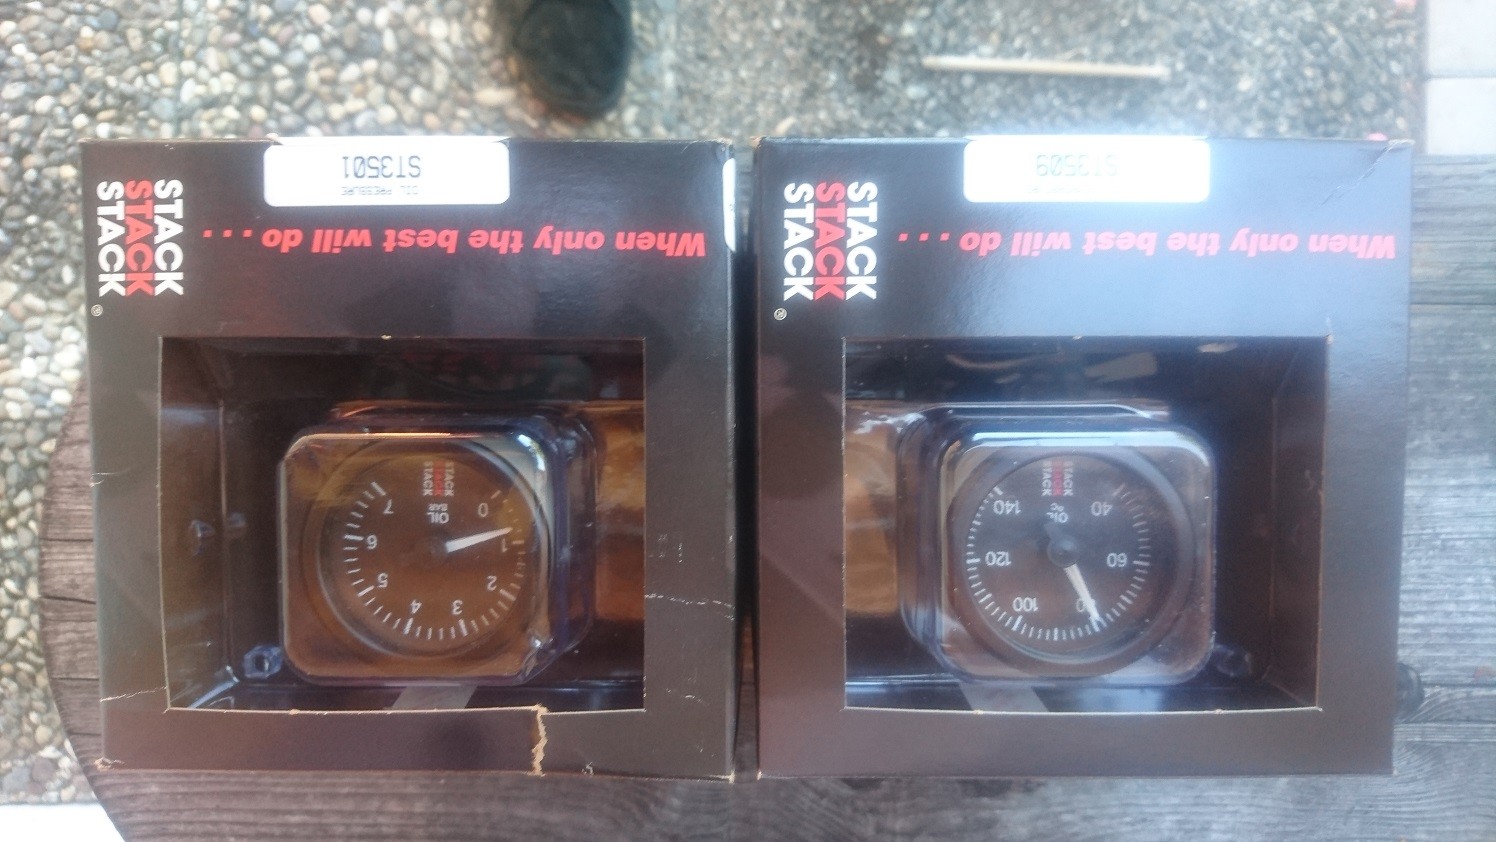 ST3501
OIL PRESSURE
STACK
STACK
STACK
®
When only the best will do...
STACK
STACK
STACK
OIL
BAR
0
1
2
3
4
5
6
7
ST3509
STACK
STACK
STACK
®
When only the best will do...
STACK
STACK
STACK
OIL
°C
40
60
100
120
140